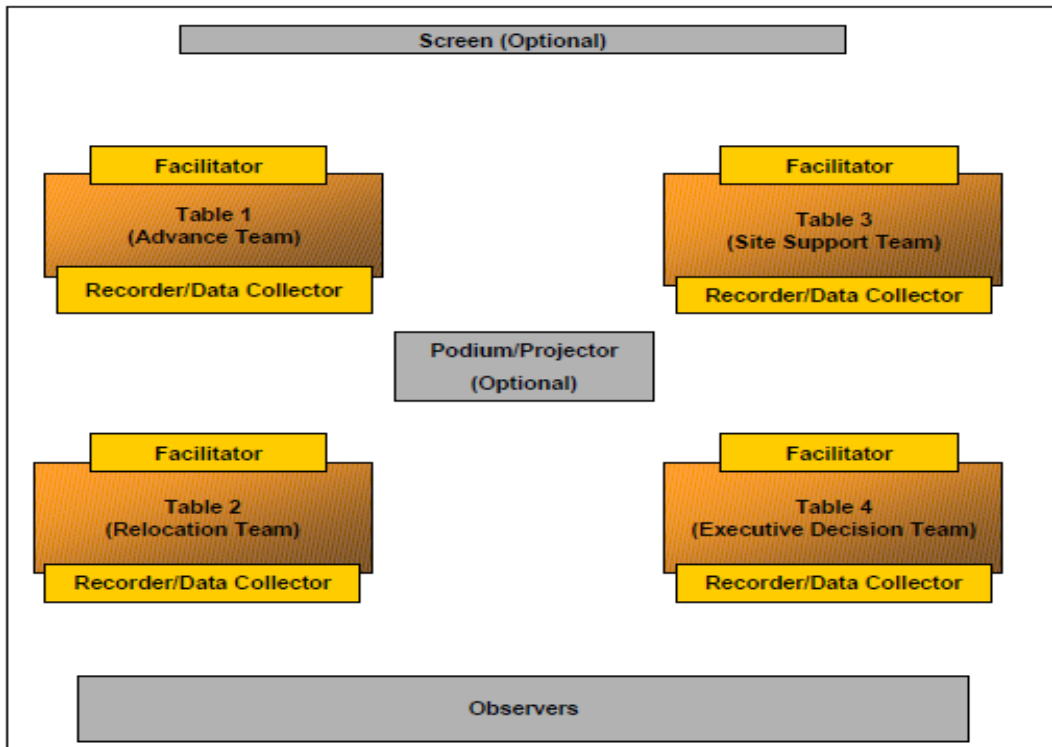 Screen (Optional)
Facilitator
Table 1
(Advance Team)
Recorder/Data Collector
Facilitator
Table 3
(Site Support Team)
Recorder/Data Collector
Podium/Projector
(Optional)
Facilitator
Table 2
(Relocation Team)
Recorder/Data Collector
Facilitator
Table 4
(Executive Decision Team)
Recorder/Data Collector
Observers